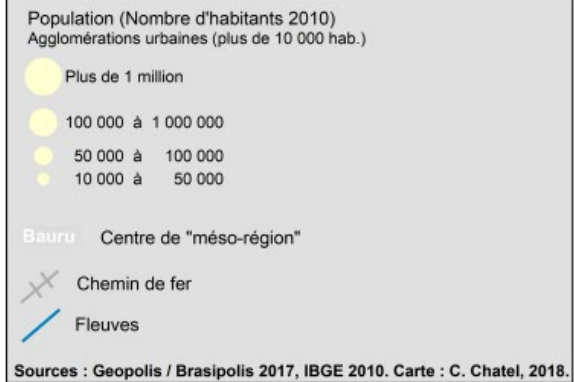 Population (Nombre d'habitants 2010)
Agglomérations urbaines (plus de 10 000 hab.)
Plus de 1 million
100 000 à 1 000 000
50 000 à 100 000
10 000 à 50 000
Bauru Centre de "méso-région"
Chemin de fer
Fleuves
Sources : Geopolis / Brasipolis 2017, IBGE 2010. Carte : C. Chatel, 2018.